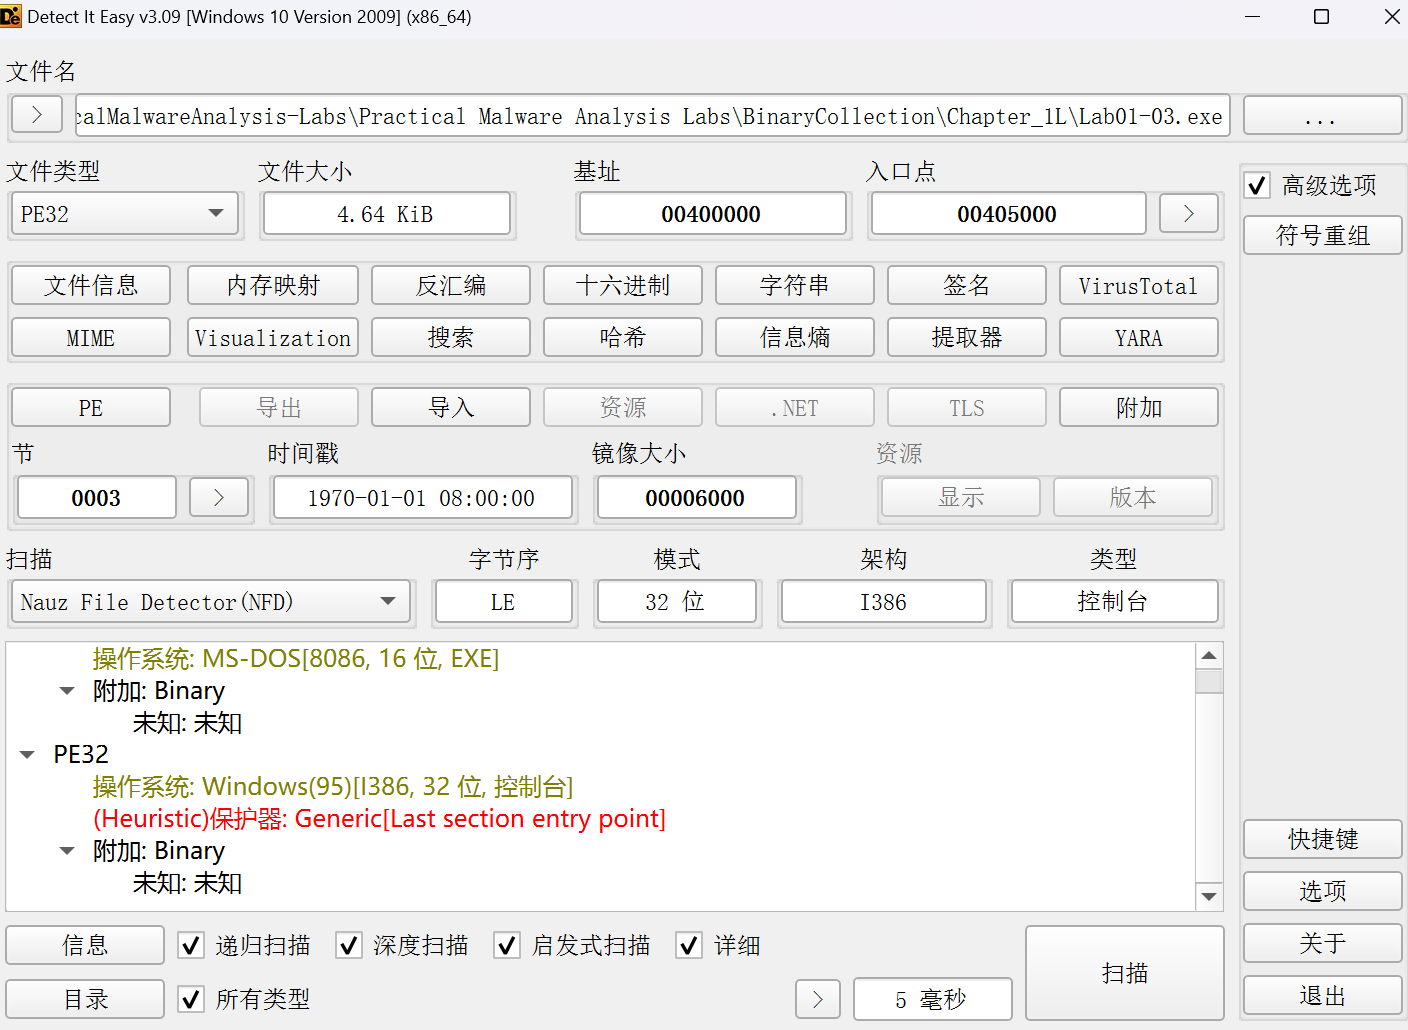 Detect It Easy v3.09 [Windows 10 Version 2009] (x86_64)
文件名
calMalwareAnalysis-Labs\Practical Malware Analysis Labs\BinaryCollection\Chapter_1L\Lab01-03.exe
...
文件类型 文件大小 基址 入口点
PE32 4.64 KiB 00400000 00405000
高级选项
符号重组
文件信息 内存映射 反汇编 十六进制 字符串 签名 VirusTotal
MIME Visualization 搜索 哈希 信息熵 提取器 YARA
PE 导出 导入 资源 .NET TLS 附加
节 时间戳 镜像大小 资源
0003 1970-01-01 08:00:00 00006000 显示 版本
扫描 字节序 模式 架构 类型
Nauz File Detector(NFD) LE 32 位 I386 控制台
操作系统: MS-DOS[8086, 16 位, EXE]
附加: Binary
未知: 未知
PE32
操作系统: Windows(95)[I386, 32 位, 控制台]
(Heuristic)保护器: Generic[Last section entry point]
附加: Binary
未知: 未知
快捷键
选项
关于
退出
信息 递归扫描 深度扫描 启发式扫描 详细
目录 所有类型 5 毫秒 扫描